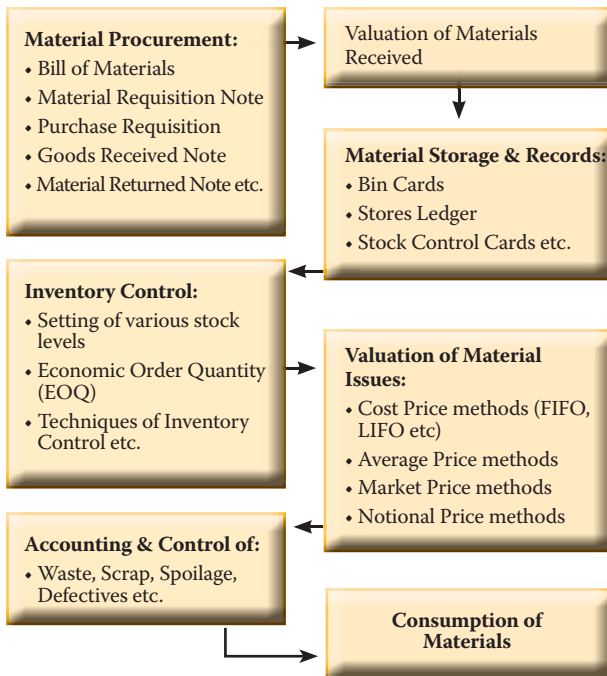 Material Procurement:
• Bill of Materials
• Material Requisition Note
• Purchase Requisition
• Goods Received Note
• Material Returned Note etc.
Valuation of Materials
Received
Material Storage & Records:
• Bin Cards
• Stores Ledger
• Stock Control Cards etc.
Inventory Control:
• Setting of various stock
levels
• Economic Order Quantity
(EOQ)
• Techniques of Inventory
Control etc.
Valuation of Material
Issues:
• Cost Price methods (FIFO,
LIFO etc)
• Average Price methods
• Market Price methods
• Notional Price methods
Accounting & Control of:
• Waste, Scrap, Spoilage,
Defectives etc.
Consumption of
Materials